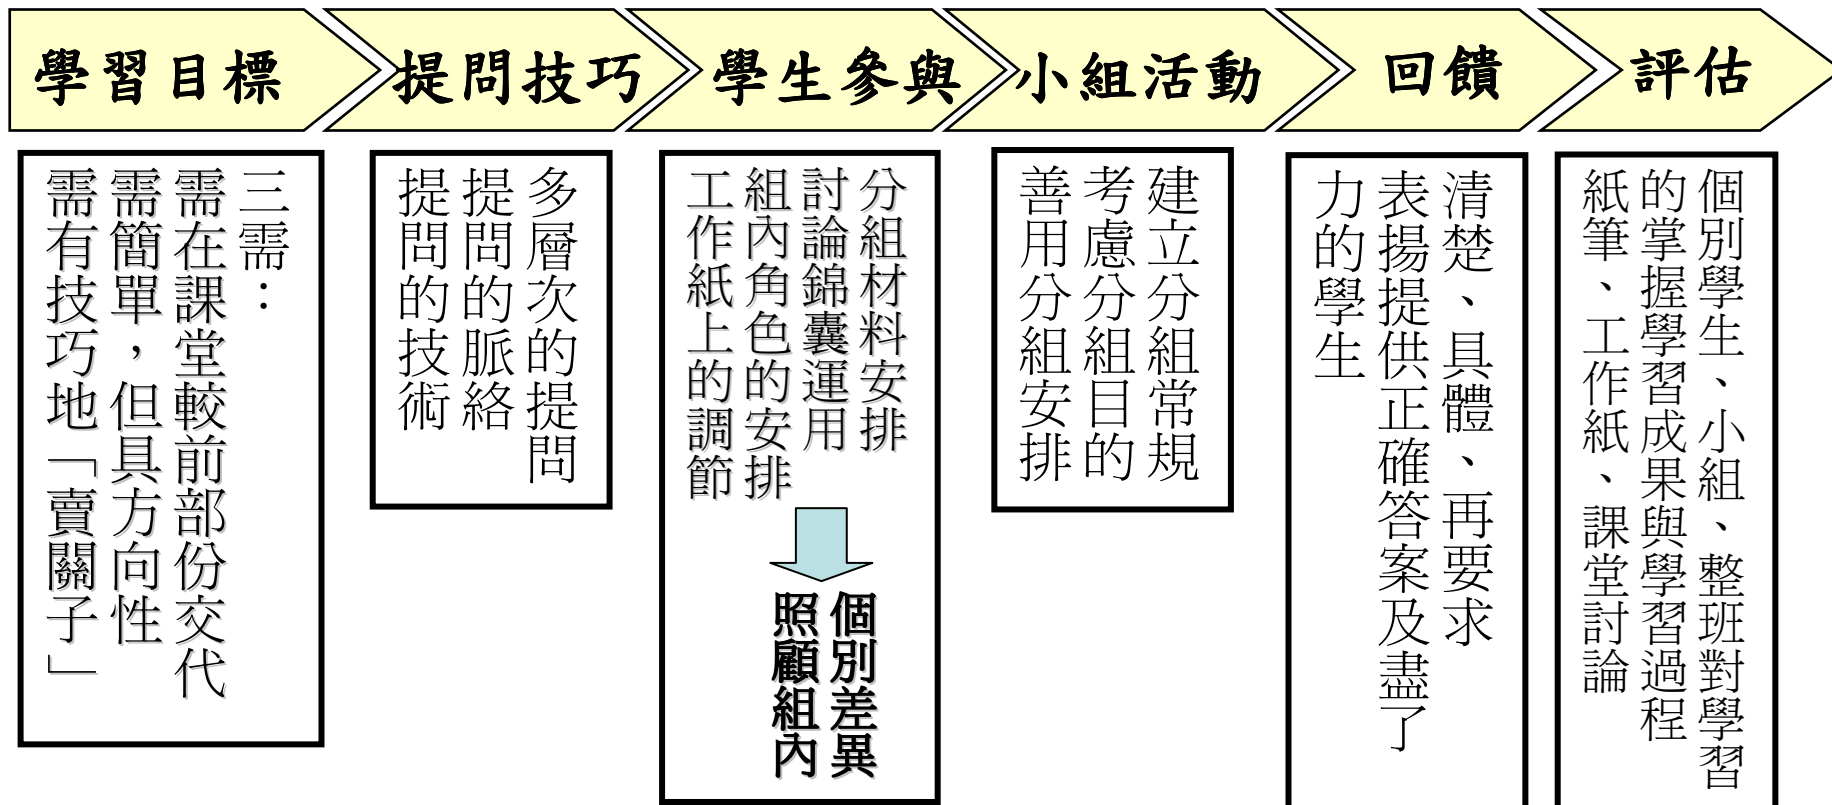 學習目標
三需：
需在課堂較前部份交代
需簡單，但具方向性
需有技巧地「賣關子」
提問技巧
多層次的提問
提問的脈絡
提問的技術
學生參與
分組材料安排
討論錦囊運用
組內角色的安排
工作紙上的調節
照顧組內
個別差異
小組活動
建立分組常規
考慮分組目的
善用分組安排
回饋
清楚、具體、再要求
表揚提供正確答案及盡了
力的學生
評估
個別學生、小組、整班對學習
的掌握學習成果與學習過程
紙筆、工作紙、課堂討論